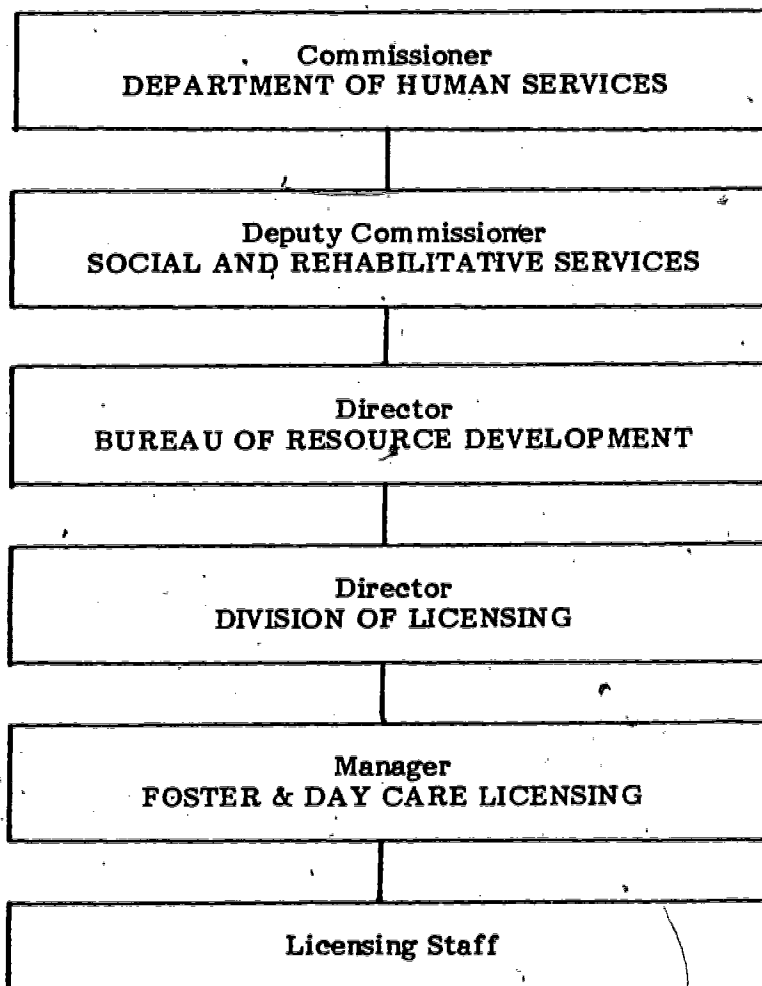 Commissioner
DEPARTMENT OF HUMAN SERVICES
Deputy Commissioner
SOCIAL AND REHABILITATIVE SERVICES
Director
BUREAU OF RESOURCE DEVELOPMENT
Director
DIVISION OF LICENSING
Manager
FOSTER & DAY CARE LICENSING
Licensing Staff